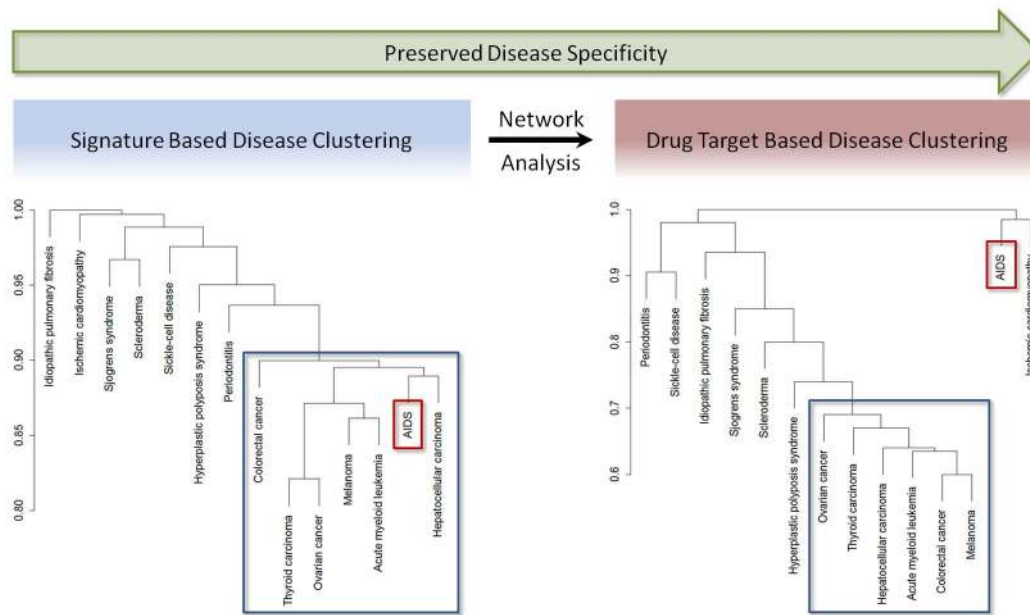 Preserved Disease Specificity
Signature Based Disease Clustering
Network
Analysis
Drug Target Based Disease Clustering
1.00
0.95
0.90
0.85
0.80
Idiopathic pulmonary fibrosis
Ischemic cardiomyopathy
Sjogrens syndrome
Scleroderma
Sickle-cell disease
Hyperplastic polyposis syndrome
Periodontitis
Colorectal cancer
Thyroid carcinoma
Ovarian cancer
Melanoma
Acute myeloid leukemia
AIDS
Hepatocellular carcinoma
1.0
0.9
0.8
0.7
0.6
Periodontitis
Sickle-cell disease
Idiopathic pulmonary fibrosis
Sjogrens syndrome
Scleroderma
Hyperplastic polyposis syndrome
Ovarian cancer
Thyroid carcinoma
Hepatocellular carcinoma
Acute myeloid leukemia
Colorectal cancer
Melanoma
AIDS
Ischemic cardiomyopathy